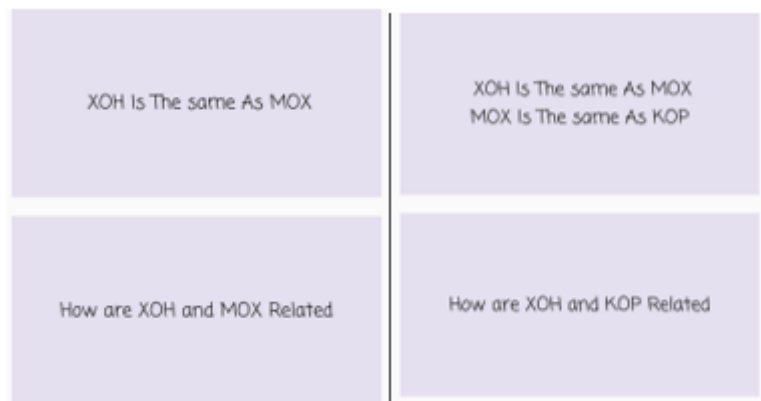 XOH Is The same As MOX
How are XOH and MOX Related
XOH Is The same As MOX
MOX Is The same As KOP
How are XOH and KOP Related